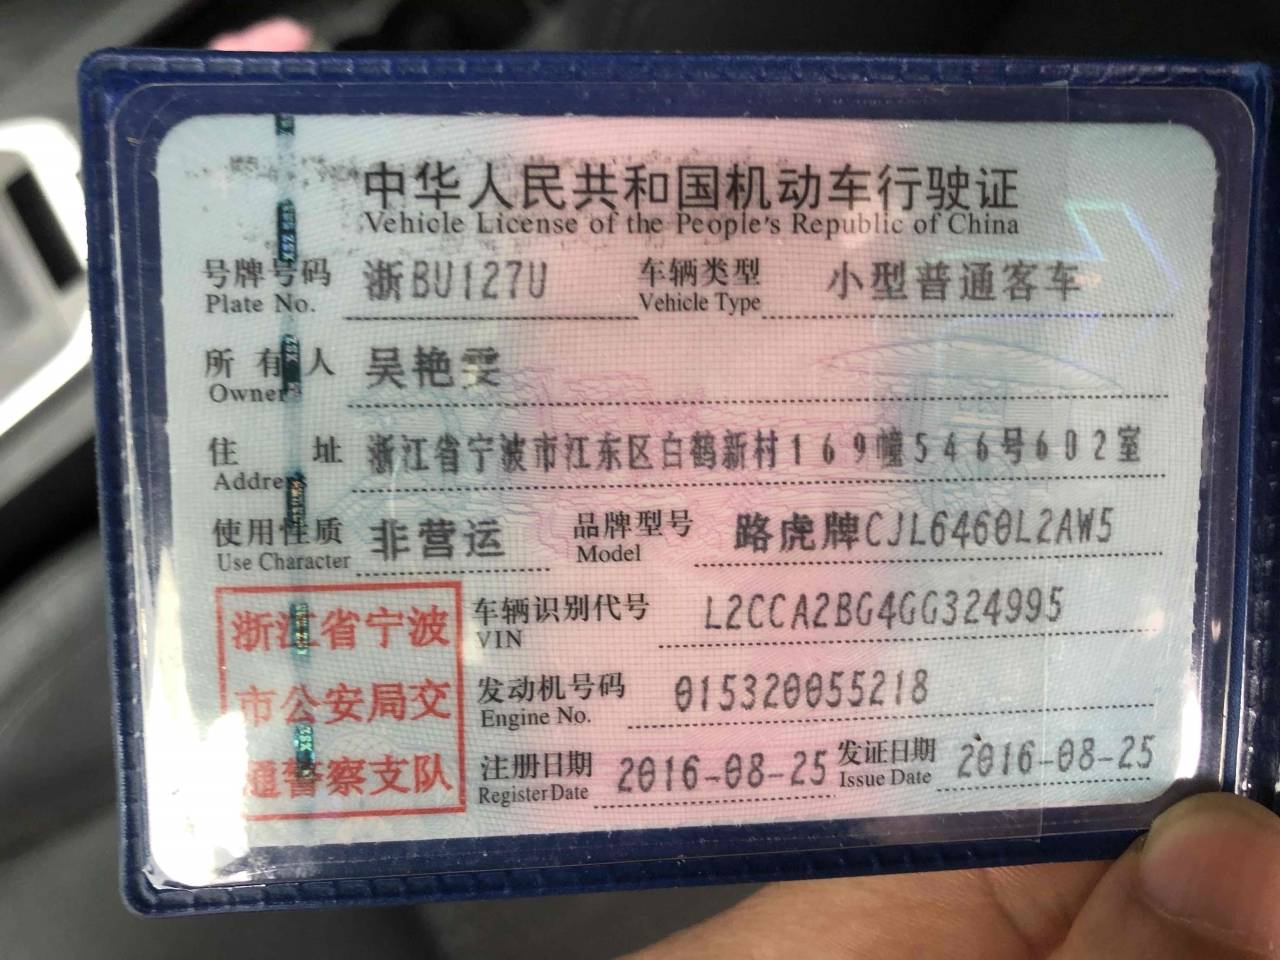 中华人民共和国机动车行驶证
Vehicle License of the People's Republic of China
号牌号码 浙BU127U 车辆类型 小型普通客车
Plate No. Vehicle Type
所有人 吴艳雯
Owner
住址 浙江省宁波市江东区白鹤新村169幢546号602室
Addre
使用性质 非营运 品牌型号 路虎牌CJL6460L2AW5
Use Character Model
浙江省宁波
市公安局交
通警察支队
车辆识别代号 L2CCA2BG4GG324995
VIN
发动机号码 015320055218
Engine No.
注册日期 2016-08-25 发证日期 2016-08-25
Register Date Issue Date